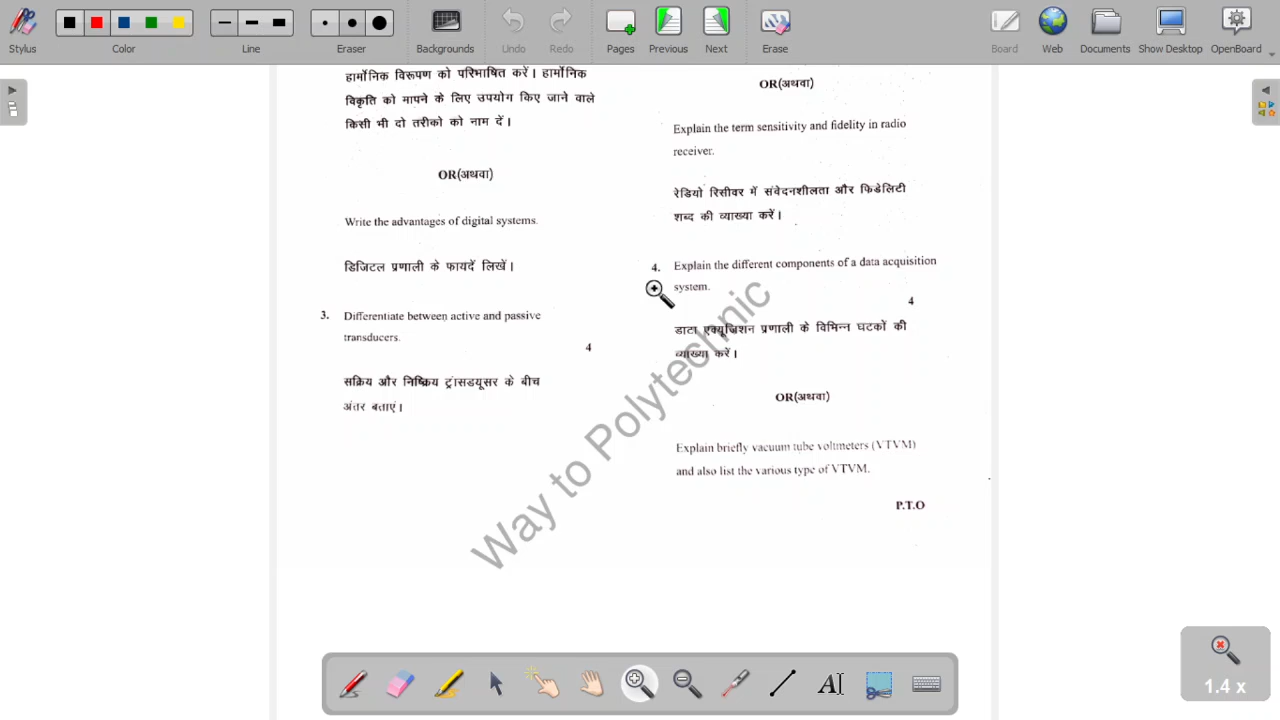 Stylus
Color
Line
Eraser
Backgrounds
Undo
Redo
Pages
Previous
Next
Erase
Board
Web
Documents
Show Desktop
OpenBoard
हार्मोनिक विरूपण को परिभाषित करें। हार्मोनिक
विकृति को मापने के लिए उपयोग किए जाने वाले
किसी भी दो तरीको को नाम दें।
OR(अथवा)
Write the advantages of digital systems.
डिजिटल प्रणाली के फायदें लिखें।
3. Differentiate between active and passive
transducers.
4
सक्रिय और निष्क्रिय ट्रांसडयूसर के बीच
अंतर बताएं।
OR(अथवा)
Explain the term sensitivity and fidelity in radio
receiver.
रेडियो रिसीवर में संवेदनशीलता और फिडेलिटी
शब्द की व्याख्या करें।
4. Explain the different components of a data acquisition
system.
4
डाटा एक्यूजिशन प्रणाली के विभिन्न घटकों की
व्याख्या करें।
OR(अथवा)
Explain briefly vacuum tube voltmeters (VTVM)
and also list the various type of VTVM.
P.T.O
Way to Polytechnic
1.4 x